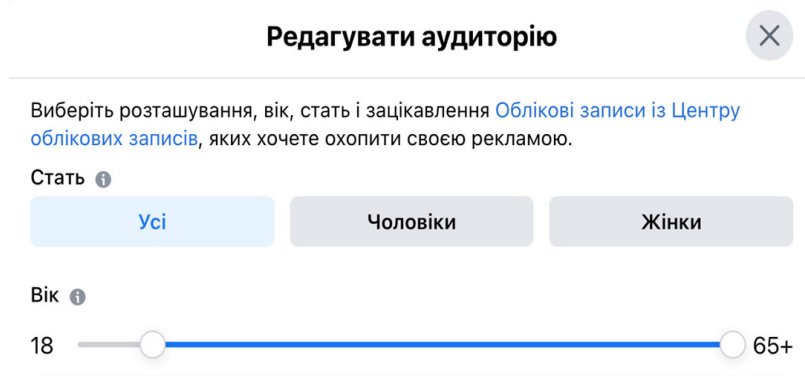 Редагувати аудиторію
Виберіть розташування, вік, стать і зацікавлення Облікові записи із Центру
облікових записів, яких хочете охопити своєю рекламою.
Стать
Усі Чоловіки Жінки
Вік
18 65+